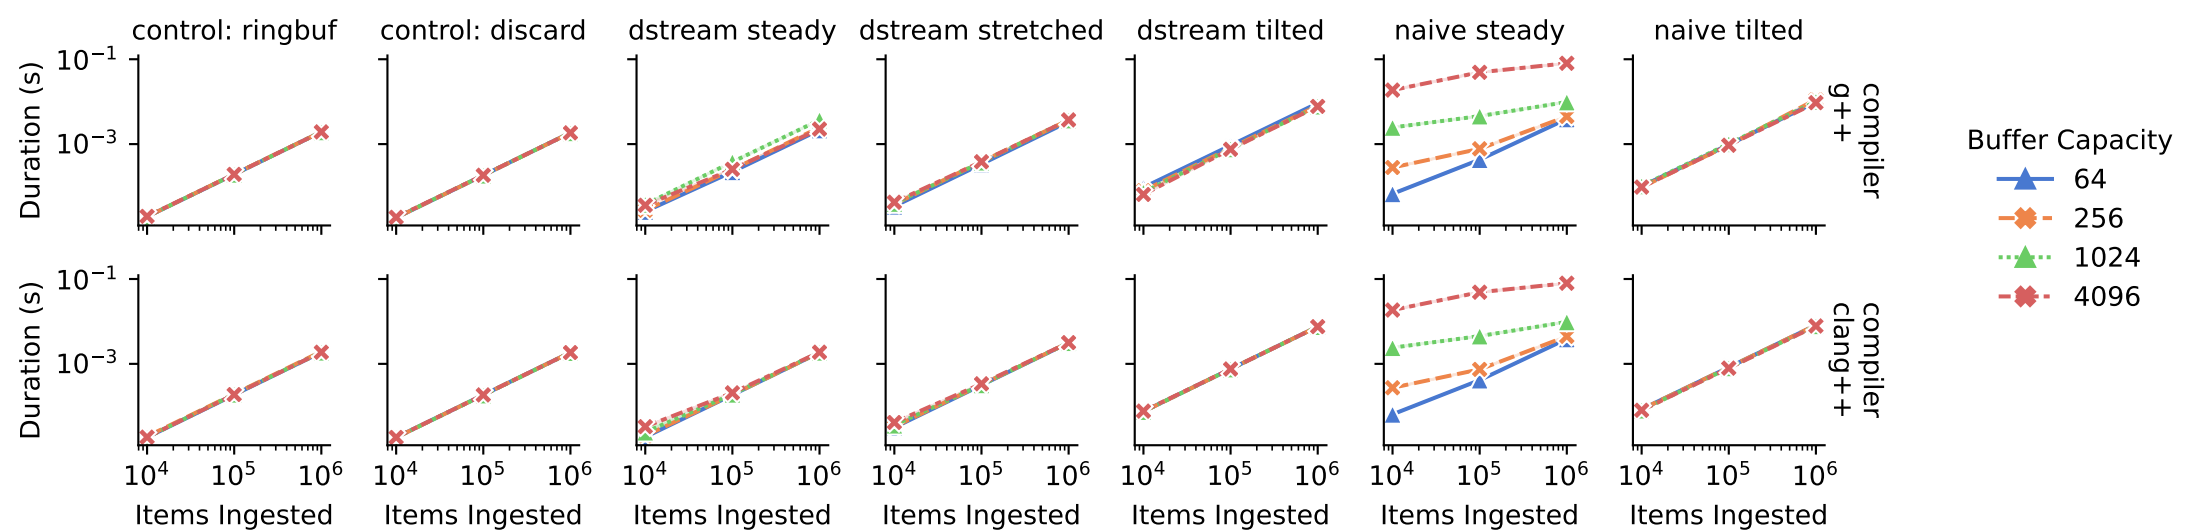 control: ringbuf
control: discard
dstream steady
dstream stretched
dstream tilted
naive steady
naive tilted
Duration (s)
10⁻¹
10⁻³
compiler
g++
Buffer Capacity
64
256
1024
4096
Duration (s)
10⁻¹
10⁻³
compiler
clang++
10⁴ 10⁵ 10⁶
10⁴ 10⁵ 10⁶
10⁴ 10⁵ 10⁶
10⁴ 10⁵ 10⁶
10⁴ 10⁵ 10⁶
10⁴ 10⁵ 10⁶
10⁴ 10⁵ 10⁶
Items Ingested
Items Ingested
Items Ingested
Items Ingested
Items Ingested
Items Ingested
Items Ingested